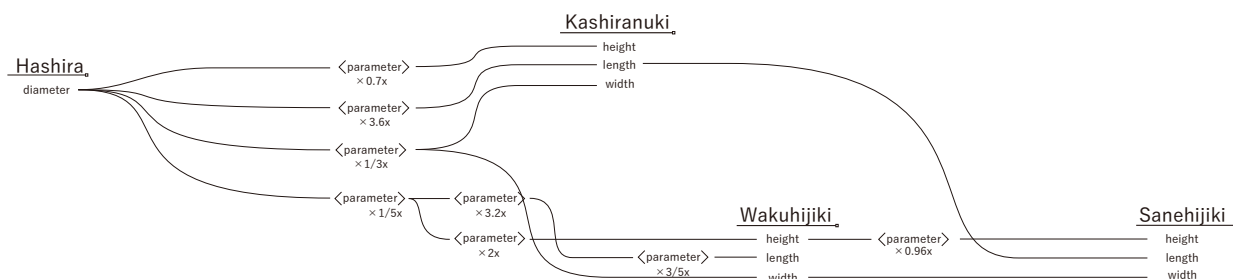 Kashiranuki
height
length
width
Hashira
diameter
<parameter>
×0.7x
<parameter>
×3.6x
<parameter>
×1/3x
<parameter>
×1/5x
<parameter>
×3.2x
<parameter>
×2x
<parameter>
×3/5x
Wakuhijiki
height
length
width
<parameter>
×0.96x
Sanehijiki
height
length
width